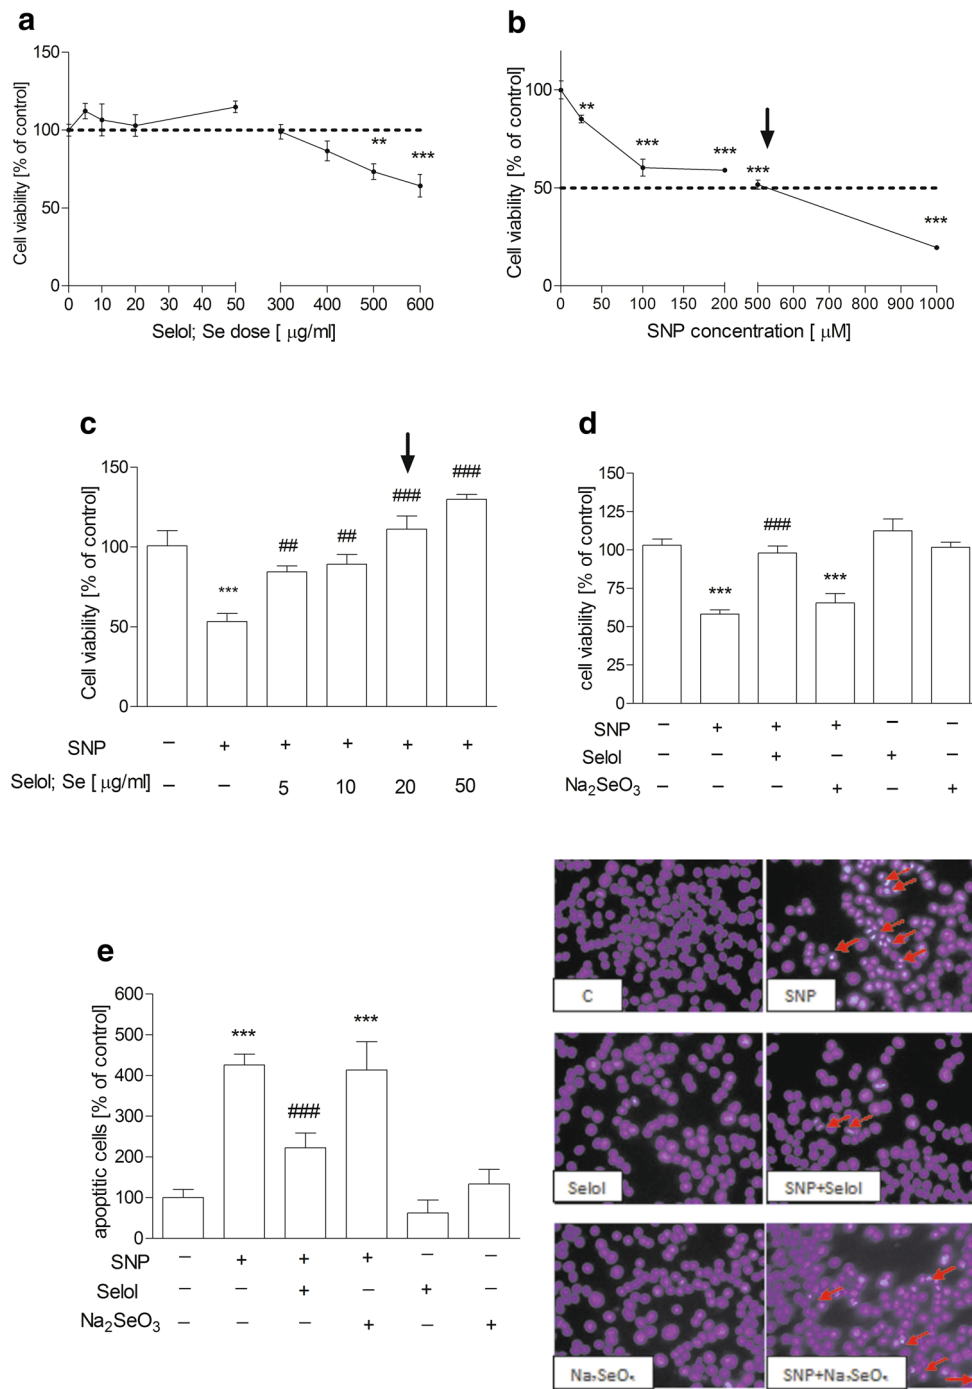 a
150
100
50
0
Cell viability [% of control]
**
***
0 10 20 30 40 50 300 400 500 600
Selol; Se dose [ μg/ml]
b
100
50
0
Cell viability [% of control]
**
***
***
***
***
0 50 100 150 200 500 600 700 800 900 1000
SNP concentration [ μM]
c
150
100
50
0
Cell viability [% of control]
***
##
##
###
###
SNP – + + + + +
Selol; Se [ μg/ml] – – 5 10 20 50
d
150
125
100
75
50
25
0
cell viability [% of control]
***
###
***
SNP – + + + – –
Selol – – + – + –
Na₂SeO₃ – – – + – +
e
600
500
400
300
200
100
0
apoptitic cells [% of control]
***
###
***
SNP – + + + – –
Selol – – + – + –
Na₂SeO₃ – – – + – +
C
SNP
Selol
SNP+Selol
Na₂SeO₃
SNP+Na₂SeO₃